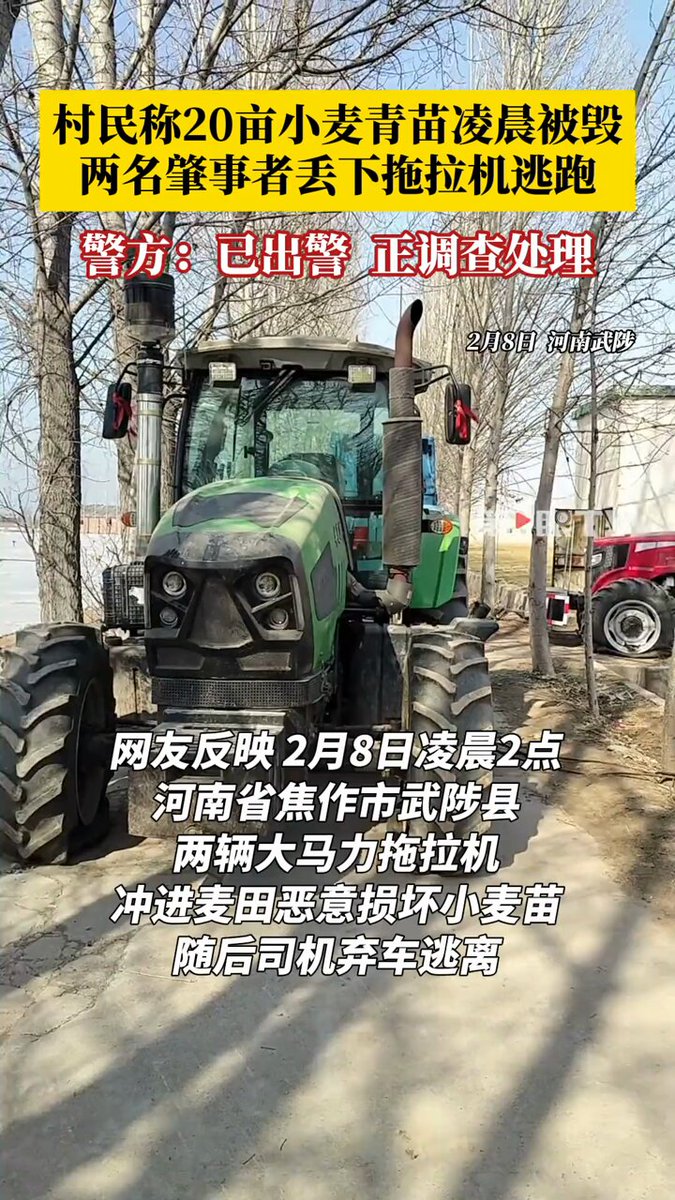 村民称20亩小麦青苗凌晨被毁
两名肇事者丢下拖拉机逃跑
警方：已出警 正调查处理
2月8日 河南武陟
网友反映 2月8日凌晨2点
河南省焦作市武陟县
两辆大马力拖拉机
冲进麦田恶意损坏小麦苗
随后司机弃车逃离